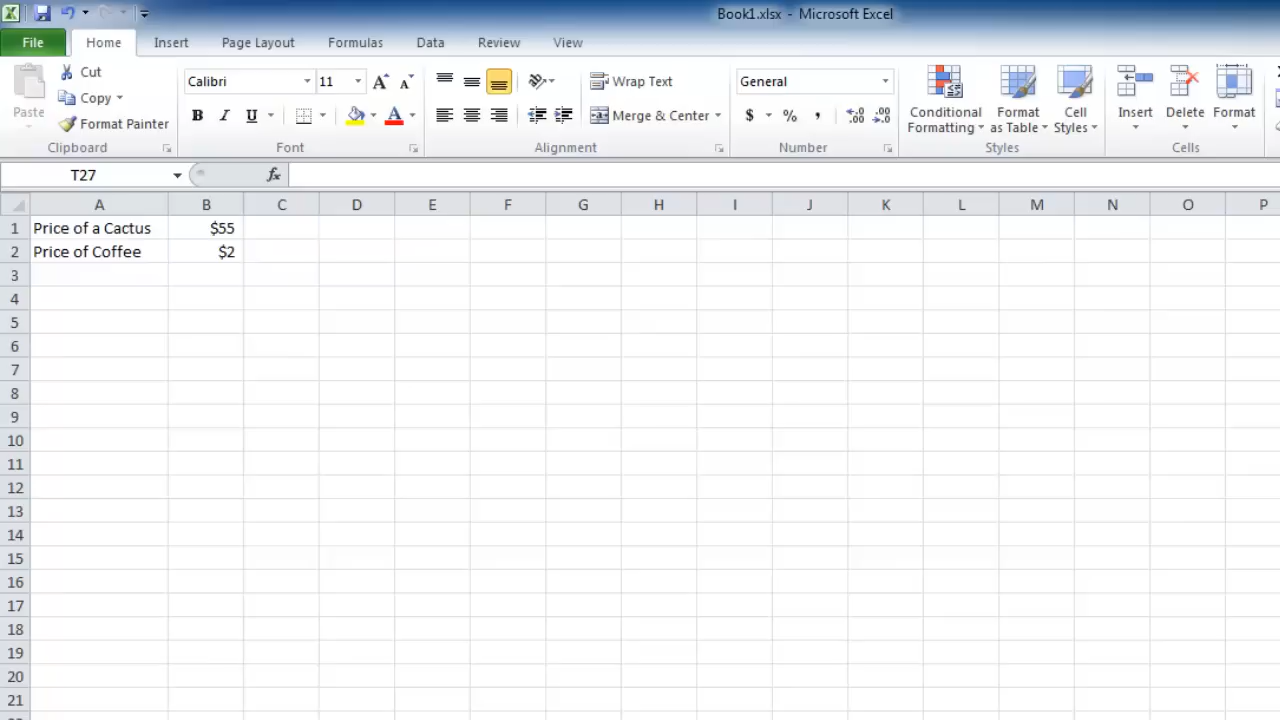 Book1.xlsx - Microsoft Excel
File Home Insert Page Layout Formulas Data Review View
Paste
Cut
Copy
Format Painter
Clipboard
Calibri 11
B I U A
Font
Wrap Text
Merge & Center
Alignment
General
$ % ,
Number
Conditional Formatting
Format as Table
Cell Styles
Styles
Insert
Delete
Format
Cells
T27 fx
A B C D E F G H I J K L M N O P
1 Price of a Cactus $55
2 Price of Coffee $2
3
4
5
6
7
8
9
10
11
12
13
14
15
16
17
18
19
20
21